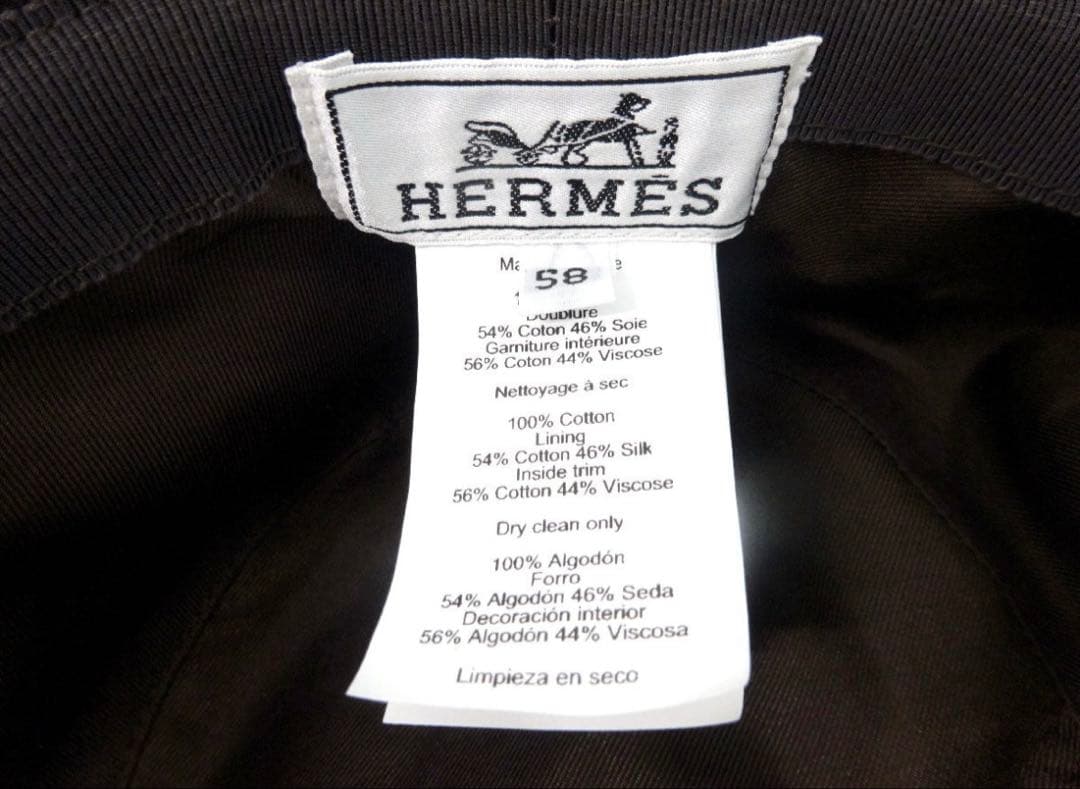 HERMÈS
58
54% Coton 46% Soie
Garniture intérieure
56% Coton 44% Viscose
Nettoyage à sec
100% Cotton
Lining
54% Cotton 46% Silk
Inside trim
56% Cotton 44% Viscose
Dry clean only
100% Algodón
Forro
54% Algodón 46% Seda
Decoración interior
56% Algodón 44% Viscosa
Limpieza en seco